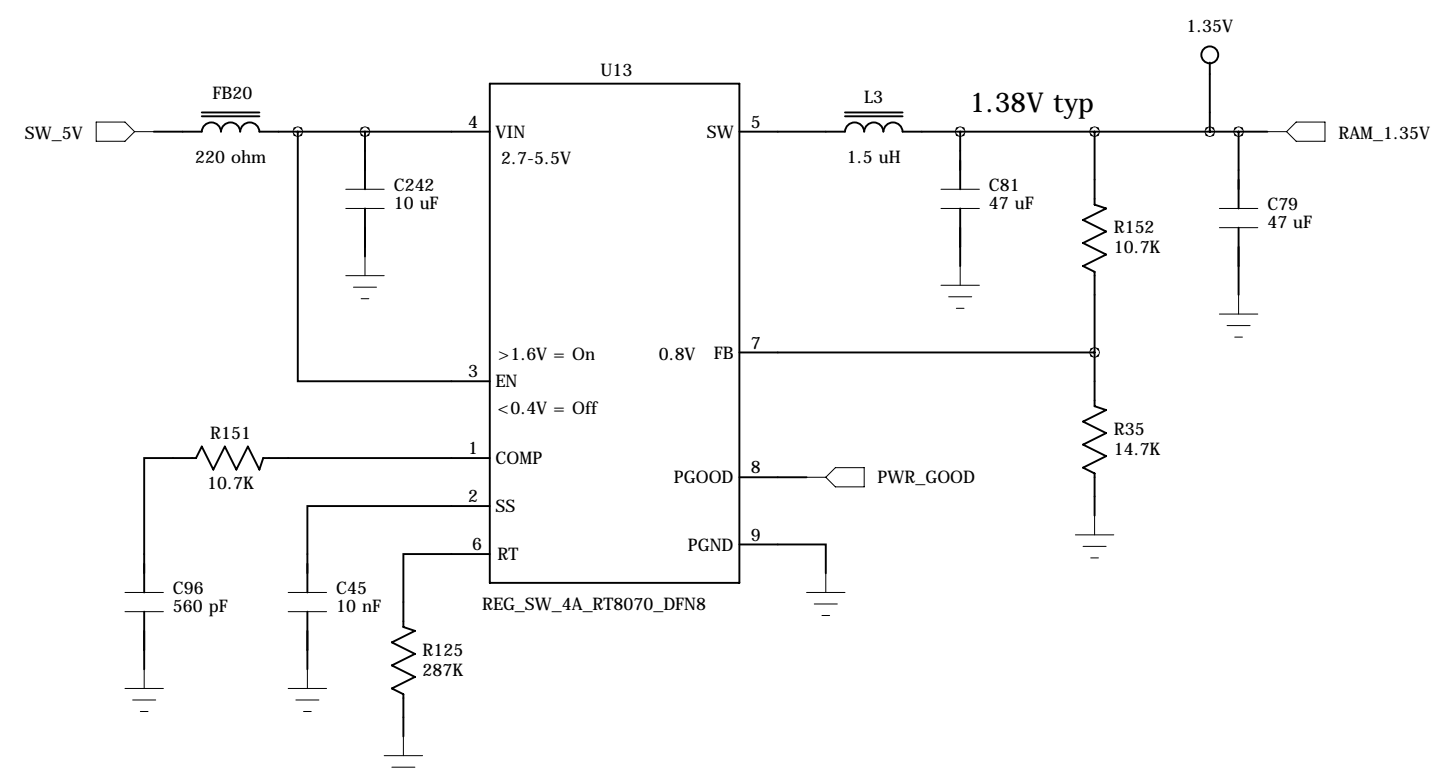 1.35V
U13
FB20
L3
1.38V typ
SW_5V
4
VIN
SW
5
RAM_1.35V
220 ohm
2.7-5.5V
1.5 uH
C242
10 uF
C81
47 uF
C79
47 uF
R152
10.7K
>1.6V = On
0.8V
FB
7
3
EN
<0.4V = Off
R151
10.7K
1
COMP
R35
14.7K
2
SS
PGOOD
8
PWR_GOOD
6
RT
PGND
9
C96
560 pF
C45
10 nF
REG_SW_4A_RT8070_DFN8
R125
287K